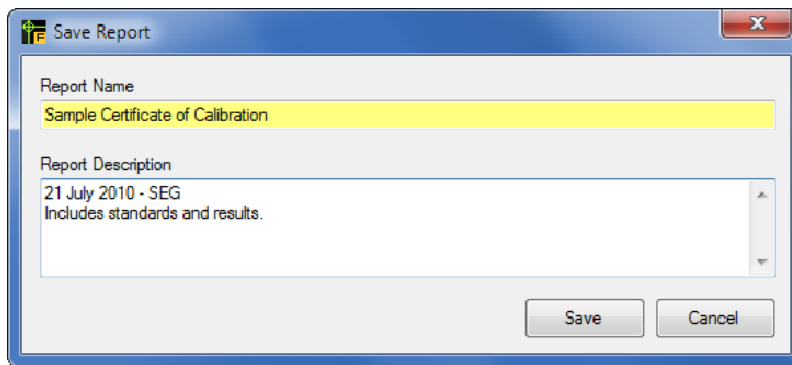 Save Report
Report Name
Sample Certificate of Calibration
Report Description
21 July 2010 - SEG
Includes standards and results.
Save
Cancel